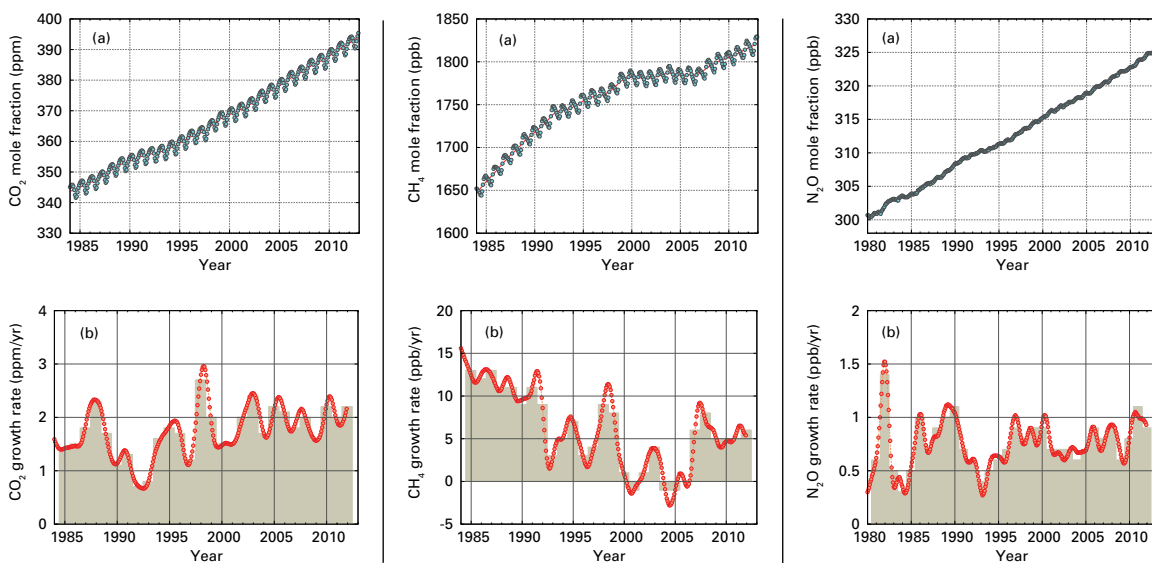 CO2 mole fraction (ppm)
400
390
380
370
360
350
340
330
(a)
1985 1990 1995 2000 2005 2010
Year
CH4 mole fraction (ppb)
1850
1800
1750
1700
1650
1600
(a)
1985 1990 1995 2000 2005 2010
Year
N2O mole fraction (ppb)
330
325
320
315
310
305
300
(a)
1980 1985 1990 1995 2000 2005 2010
Year
CO2 growth rate (ppm/yr)
4
3
2
1
0
(b)
1985 1990 1995 2000 2005 2010
Year
CH4 growth rate (ppb/yr)
20
15
10
5
0
-5
(b)
1985 1990 1995 2000 2005 2010
Year
N2O growth rate (ppb/yr)
2
1.5
1
0.5
0
(b)
1980 1985 1990 1995 2000 2005 2010
Year